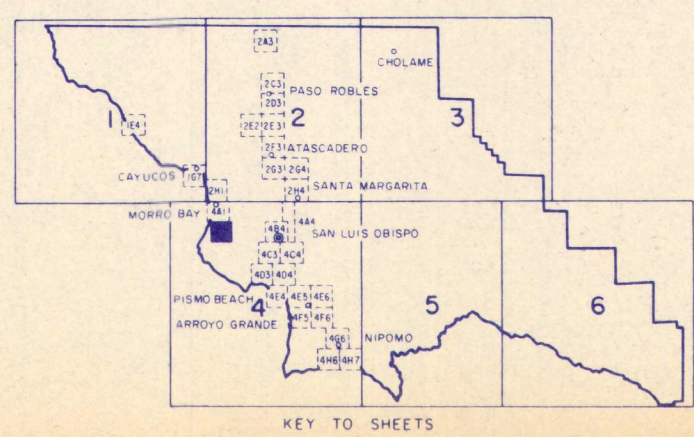 2A3
CHOLAME
2C3
PASO ROBLES
2D3
1
1E4
2E2 2E3
2
3
2F3
ATASCADERO
CAYUCOS
1G7
2G3 2G4
2H1
2H4
SANTA MARGARITA
MORRO BAY
4A1
4A4
4B4
SAN LUIS OBISPO
4C3 4C4
4D3 4D4
PISMO BEACH
4
4E4 4E5 4E6
5
6
ARROYO GRANDE
4F5 4F6
4G6
NIPOMO
4H6 4H7
KEY TO SHEETS